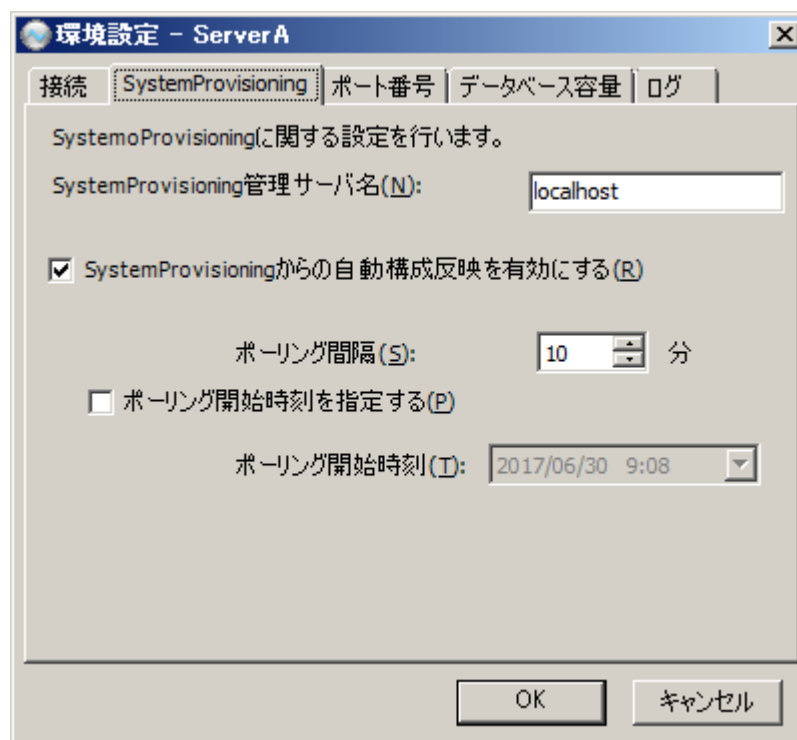 環境設定 - ServerA
接続 SystemProvisioning ポート番号 データベース容量 ログ
SystemoProvisioningに関する設定を行います。
SystemProvisioning管理サーバ名(N): localhost
SystemProvisioningからの自動構成反映を有効にする(R)
ポーリング間隔(S): 10 分
ポーリング開始時刻を指定する(P)
ポーリング開始時刻(T): 2017/06/30 9:08
OK キャンセル